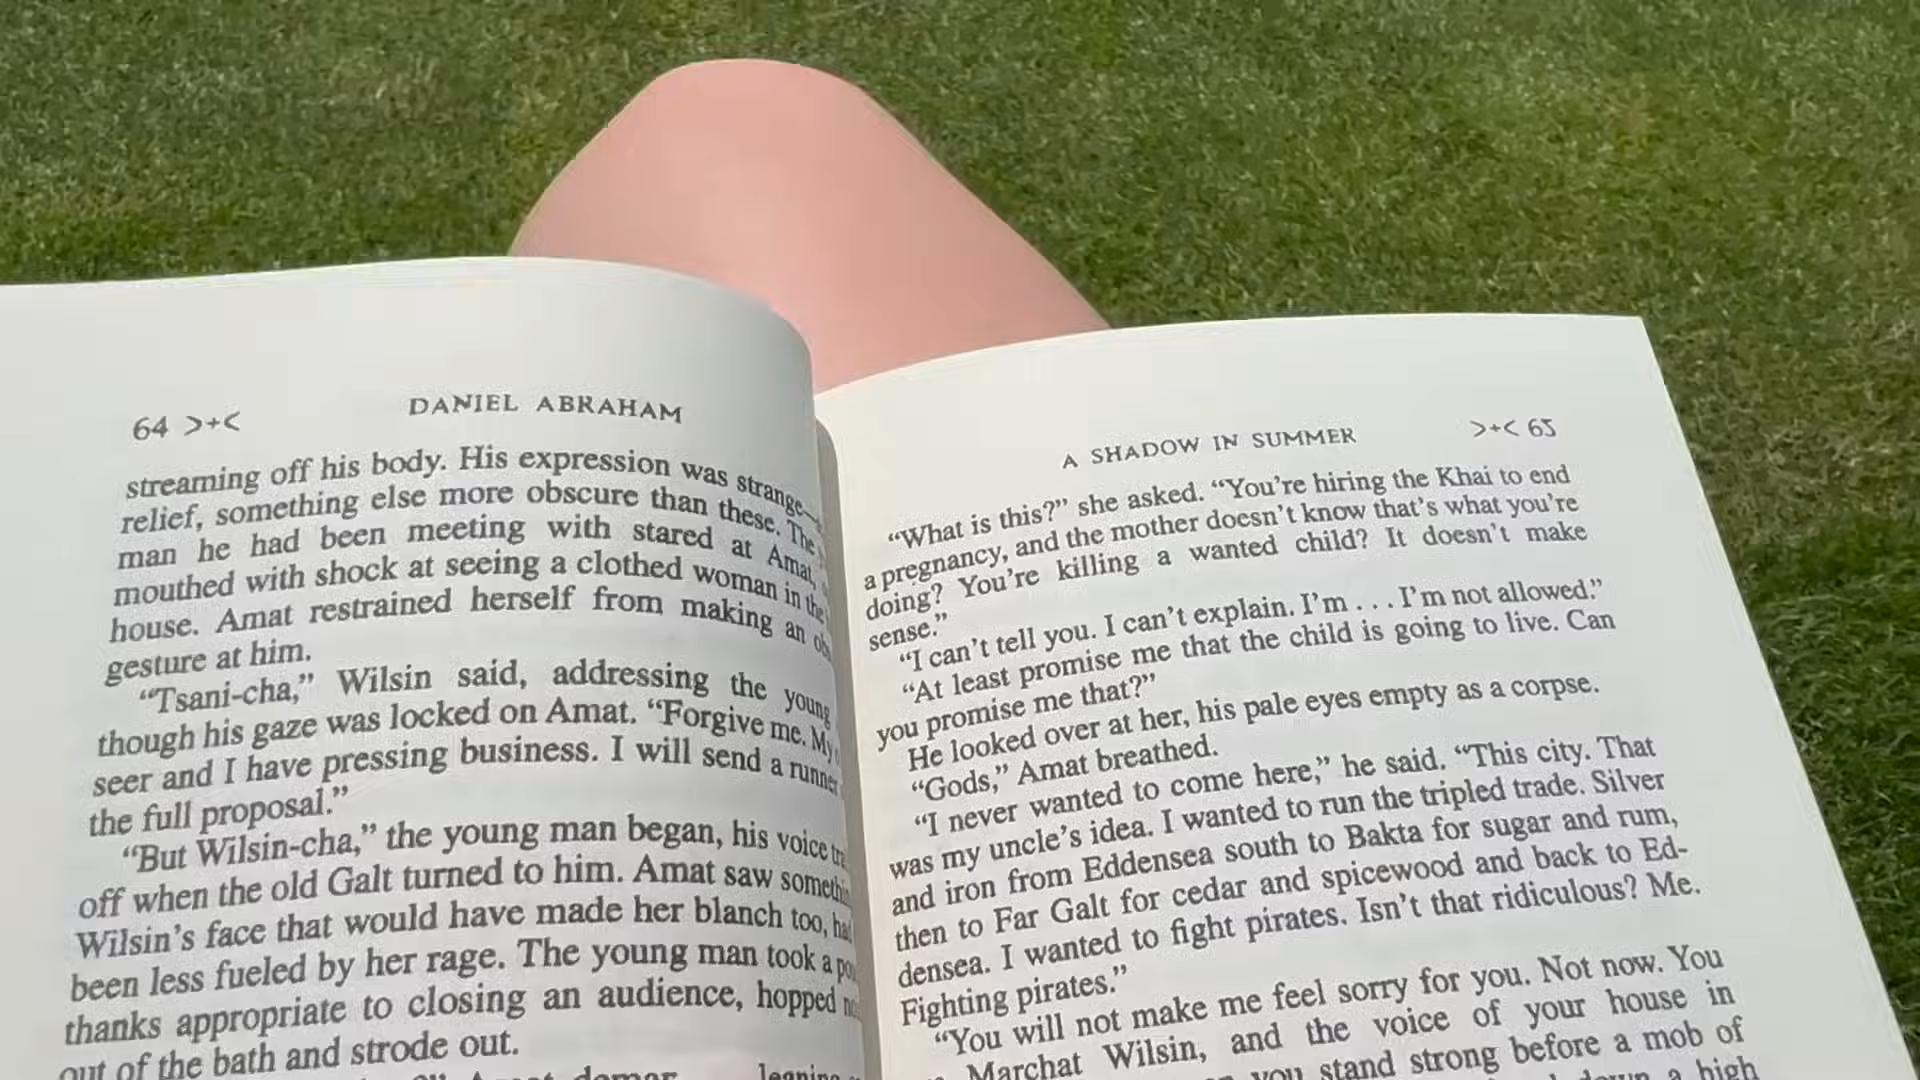 64 >+< DANIEL ABRAHAM
streaming off his body. His expression was strange—
relief, something else more obscure than these. The
man he had been meeting with stared at Amat,
mouthed with shock at seeing a clothed woman in the
house. Amat restrained herself from making an
gesture at him.
“Tsani-cha,” Wilsin said, addressing the young
though his gaze was locked on Amat. “Forgive me. My
seer and I have pressing business. I will send a runner
the full proposal.”
“But Wilsin-cha,” the young man began, his voice
off when the old Galt turned to him. Amat saw
Wilsin’s face that would have made her blanch too,
been less fueled by her rage. The young man took a
thanks appropriate to closing an audience, hopped
out of the bath and strode out.
leaning
A SHADOW IN SUMMER >+< 65
“What is this?” she asked. “You’re hiring the Khai to end
a pregnancy, and the mother doesn’t know that’s what you’re
doing? You’re killing a wanted child? It doesn’t make
sense.”
“I can’t tell you. I can’t explain. I’m . . . I’m not allowed.”
“At least promise me that the child is going to live. Can
you promise me that?”
He looked over at her, his pale eyes empty as a corpse.
“Gods,” Amat breathed.
“I never wanted to come here,” he said. “This city. That
was my uncle’s idea. I wanted to run the tripled trade. Silver
and iron from Eddensea south to Bakta for sugar and rum,
then to Far Galt for cedar and spicewood and back to Ed-
densea. I wanted to fight pirates. Isn’t that ridiculous? Me.
Fighting pirates.”
“You will not make me feel sorry for you. Not now. You
Marchat Wilsin, and the voice of your house in
you stand strong before a mob of
a high